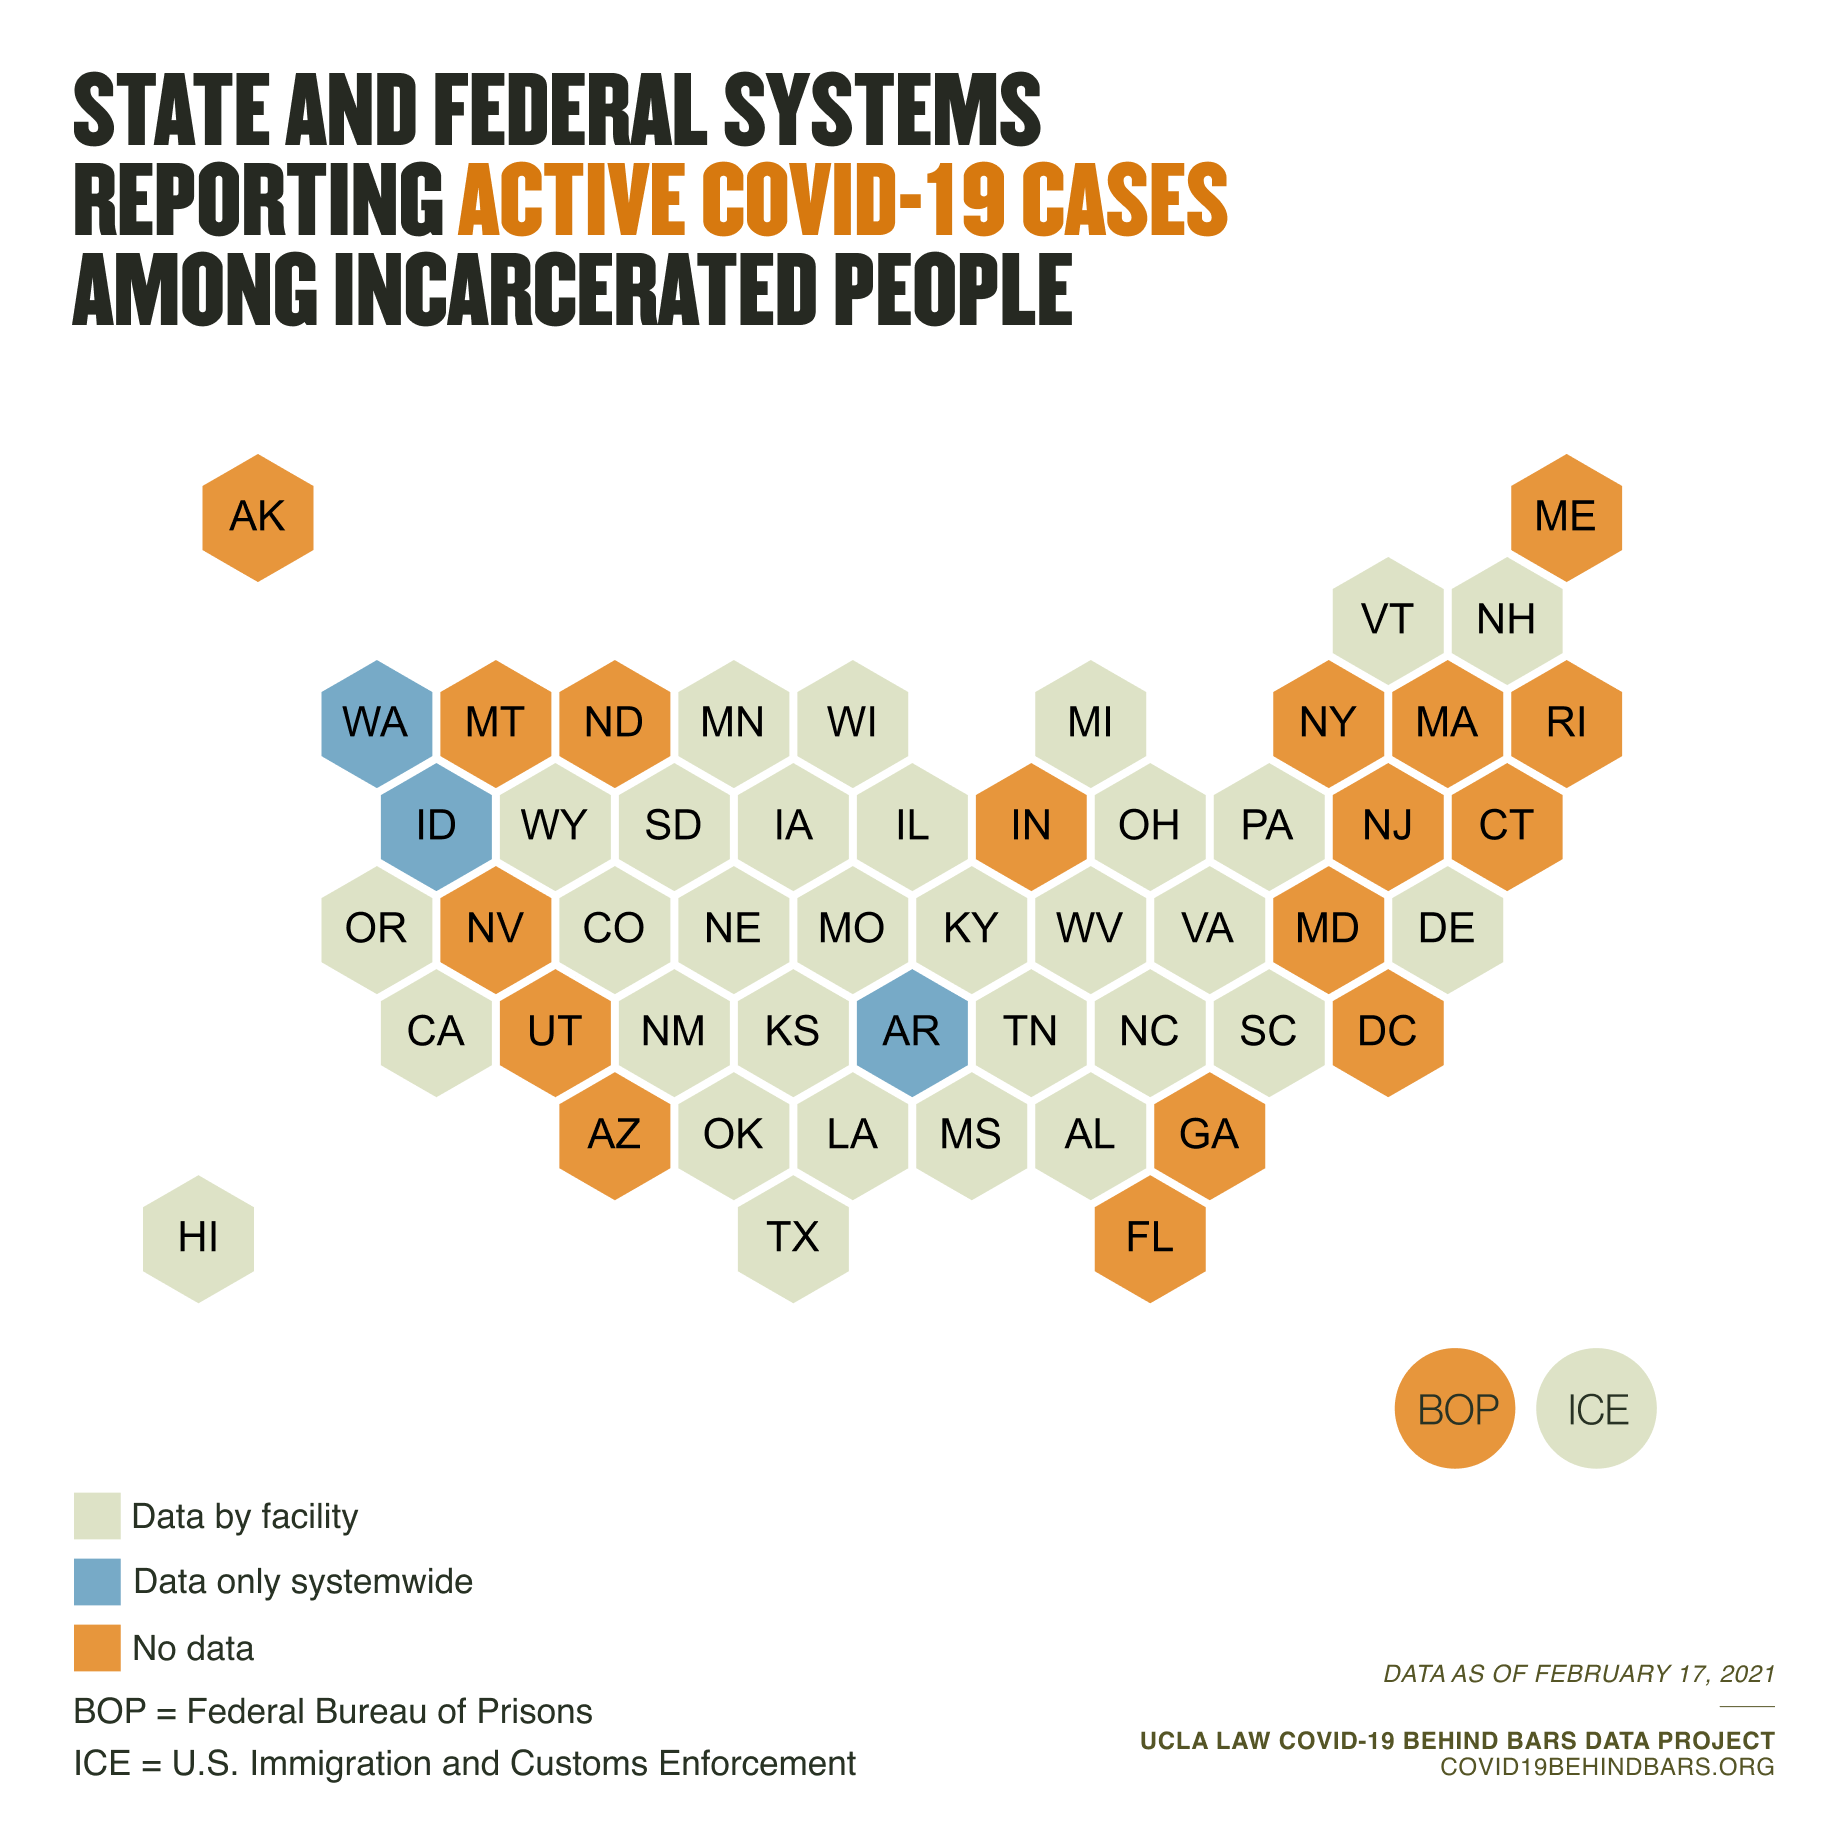 STATE AND FEDERAL SYSTEMS
REPORTING ACTIVE COVID-19 CASES
AMONG INCARCERATED PEOPLE
AK ME
VT NH
WA MT ND MN WI MI NY MA RI
ID WY SD IA IL IN OH PA NJ CT
OR NV CO NE MO KY WV VA MD DE
CA UT NM KS AR TN NC SC DC
AZ OK LA MS AL GA
HI TX FL
BOP ICE
Data by facility
Data only systemwide
No data
BOP = Federal Bureau of Prisons
ICE = U.S. Immigration and Customs Enforcement
DATA AS OF FEBRUARY 17, 2021
UCLA LAW COVID-19 BEHIND BARS DATA PROJECT
COVID19BEHINDBARS.ORG